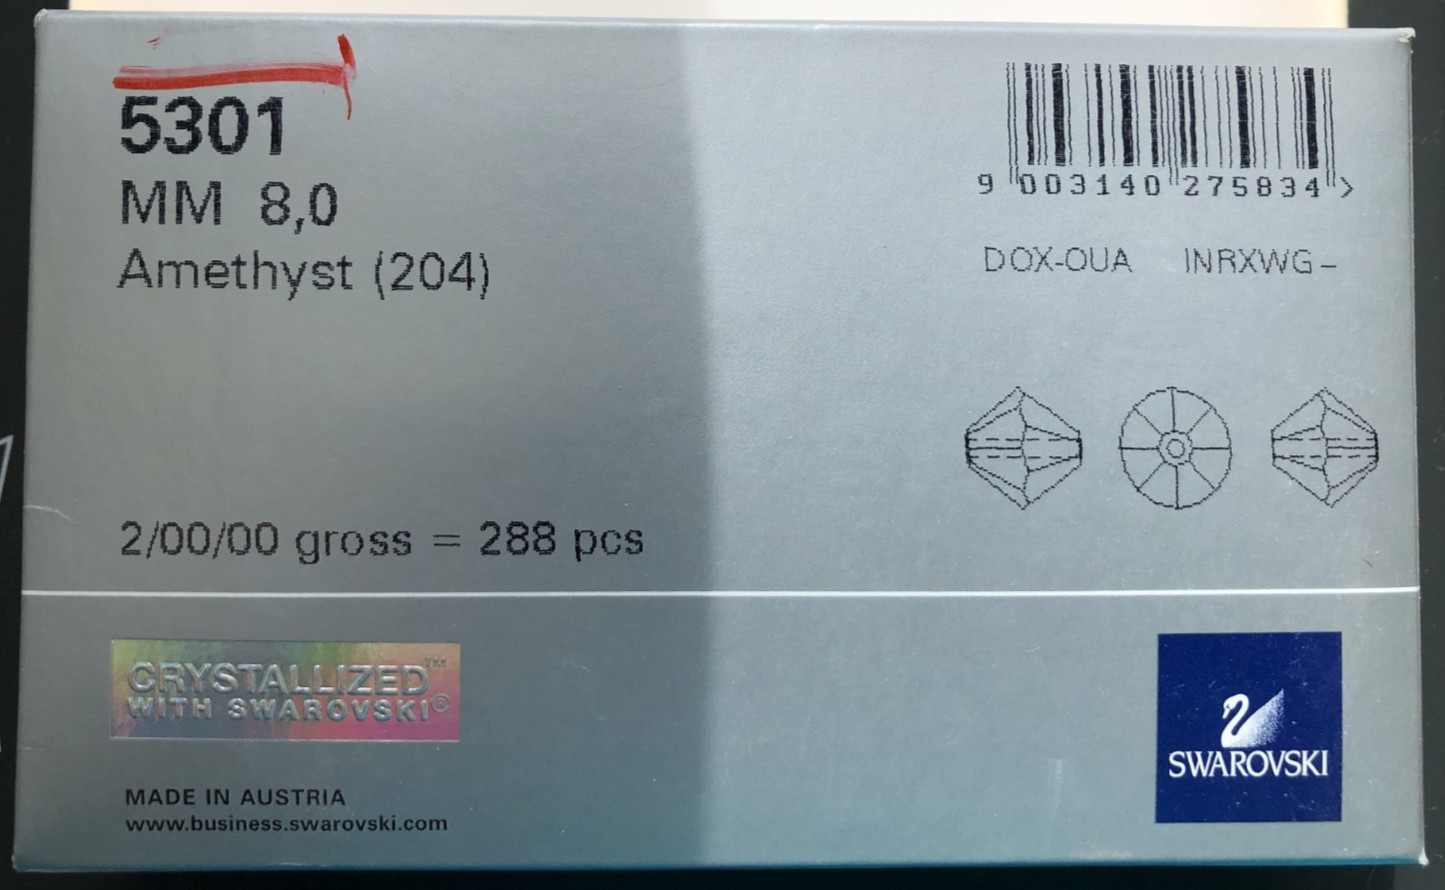 5301
MM 8,0
Amethyst (204)
9 003140 275834 >
DOX-OUA INRXWG-
2/00/00 gross = 288 pcs
CRYSTALLIZED™
WITH SWAROVSKI®
MADE IN AUSTRIA
www.business.swarovski.com
SWAROVSKI